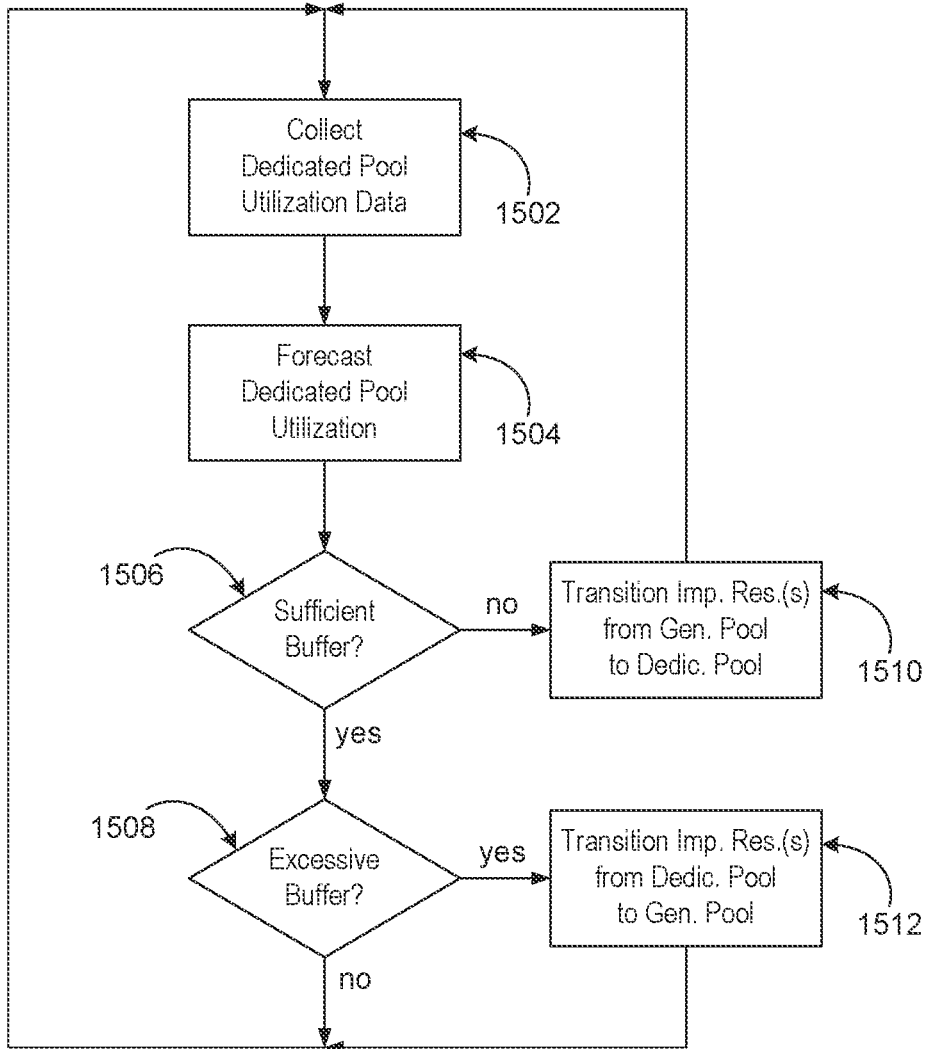 Collect
Dedicated Pool
Utilization Data
1502
Forecast
Dedicated Pool
Utilization
1504
1506
Sufficient
Buffer?
no
Transition Imp. Res.(s)
from Gen. Pool
to Dedic. Pool
1510
yes
1508
Excessive
Buffer?
yes
Transition Imp. Res.(s)
from Dedic. Pool
to Gen. Pool
1512
no